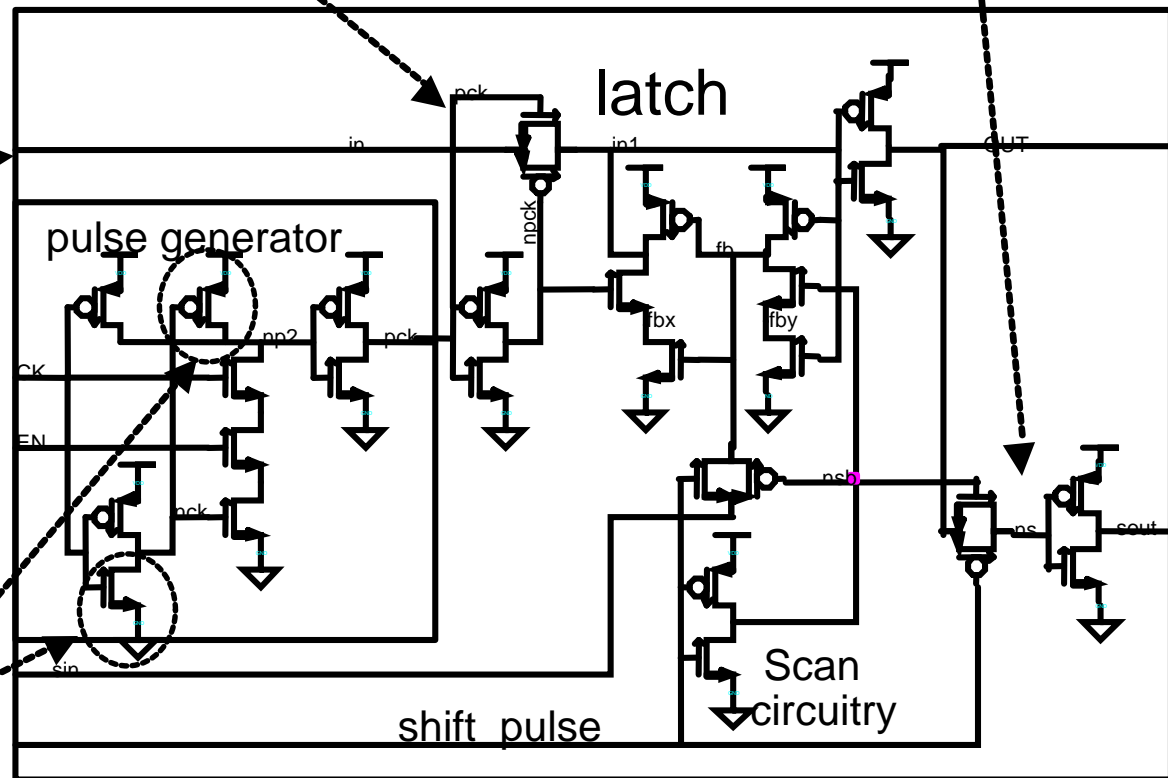 pck
latch
in
in1
OUT
npck
pulse generator
fb
fbx
fby
np2
pck
CK
EN
nck
nsb
ns
sout
sin
Scan
circuitry
shift pulse